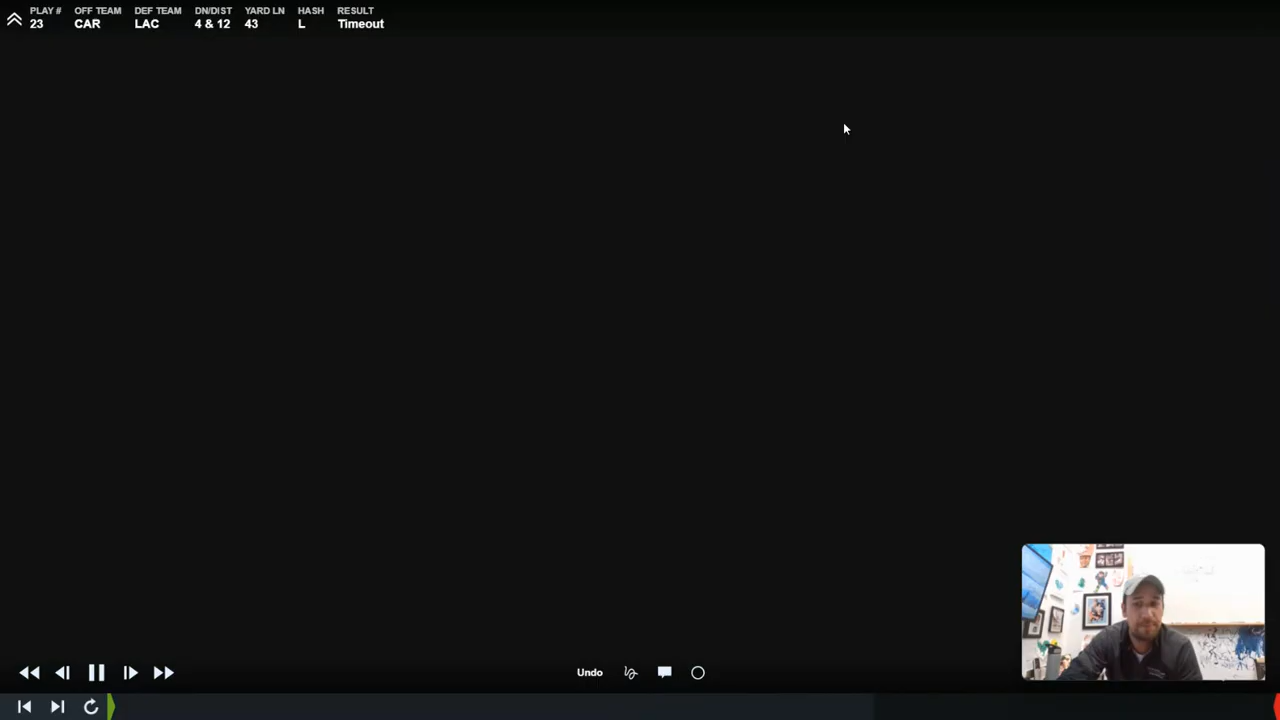 PLAY # OFF TEAM DEF TEAM DN/DIST YARD LN HASH RESULT
23 CAR LAC 4 & 12 43 L Timeout
Undo